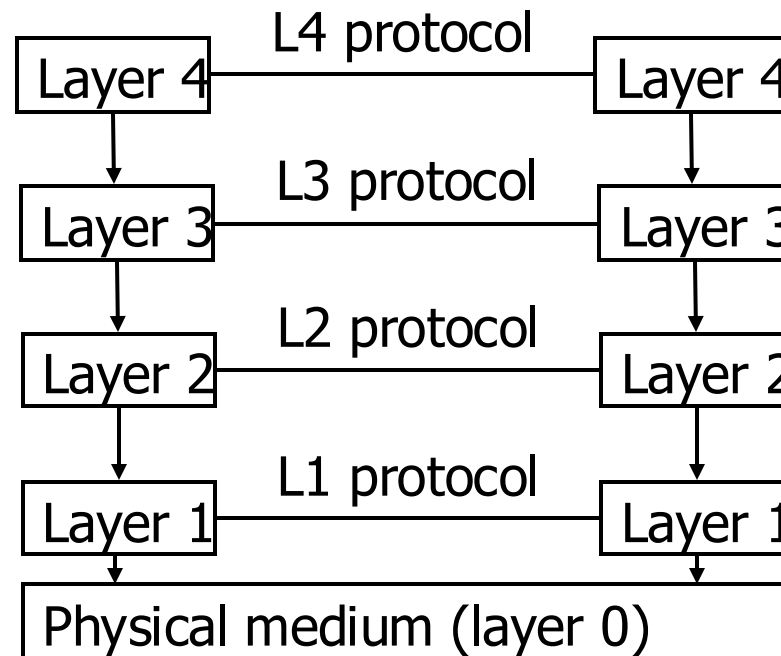 L4 protocol
Layer 4 Layer 4
L3 protocol
Layer 3 Layer 3
L2 protocol
Layer 2 Layer 2
L1 protocol
Layer 1 Layer 1
Physical medium (layer 0)